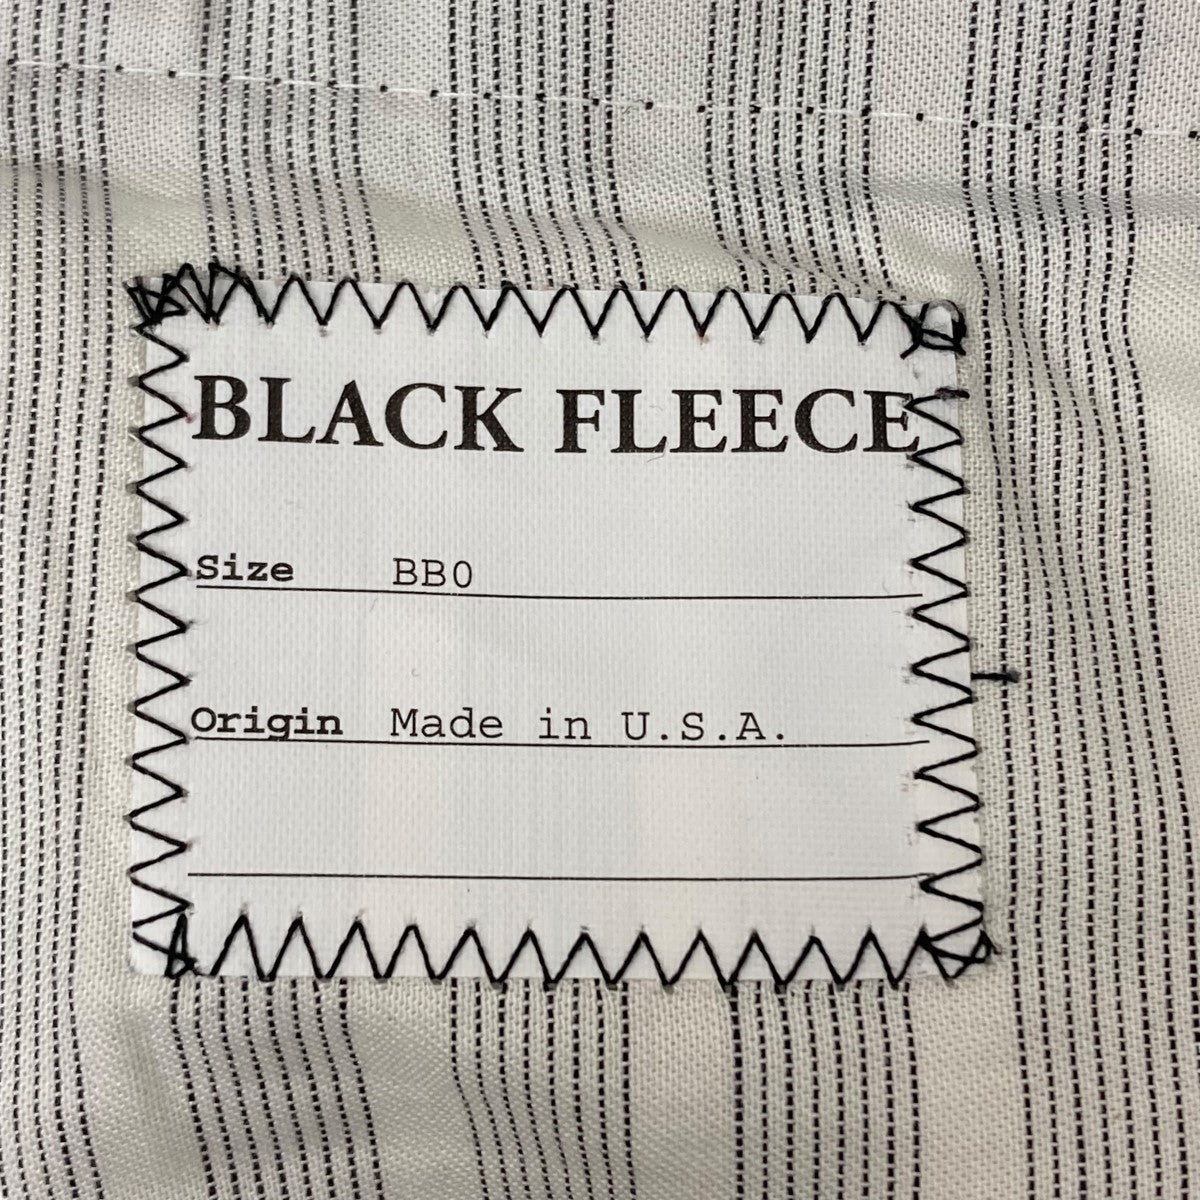 BLACK FLEECE
Size BB0
Origin Made in U.S.A.